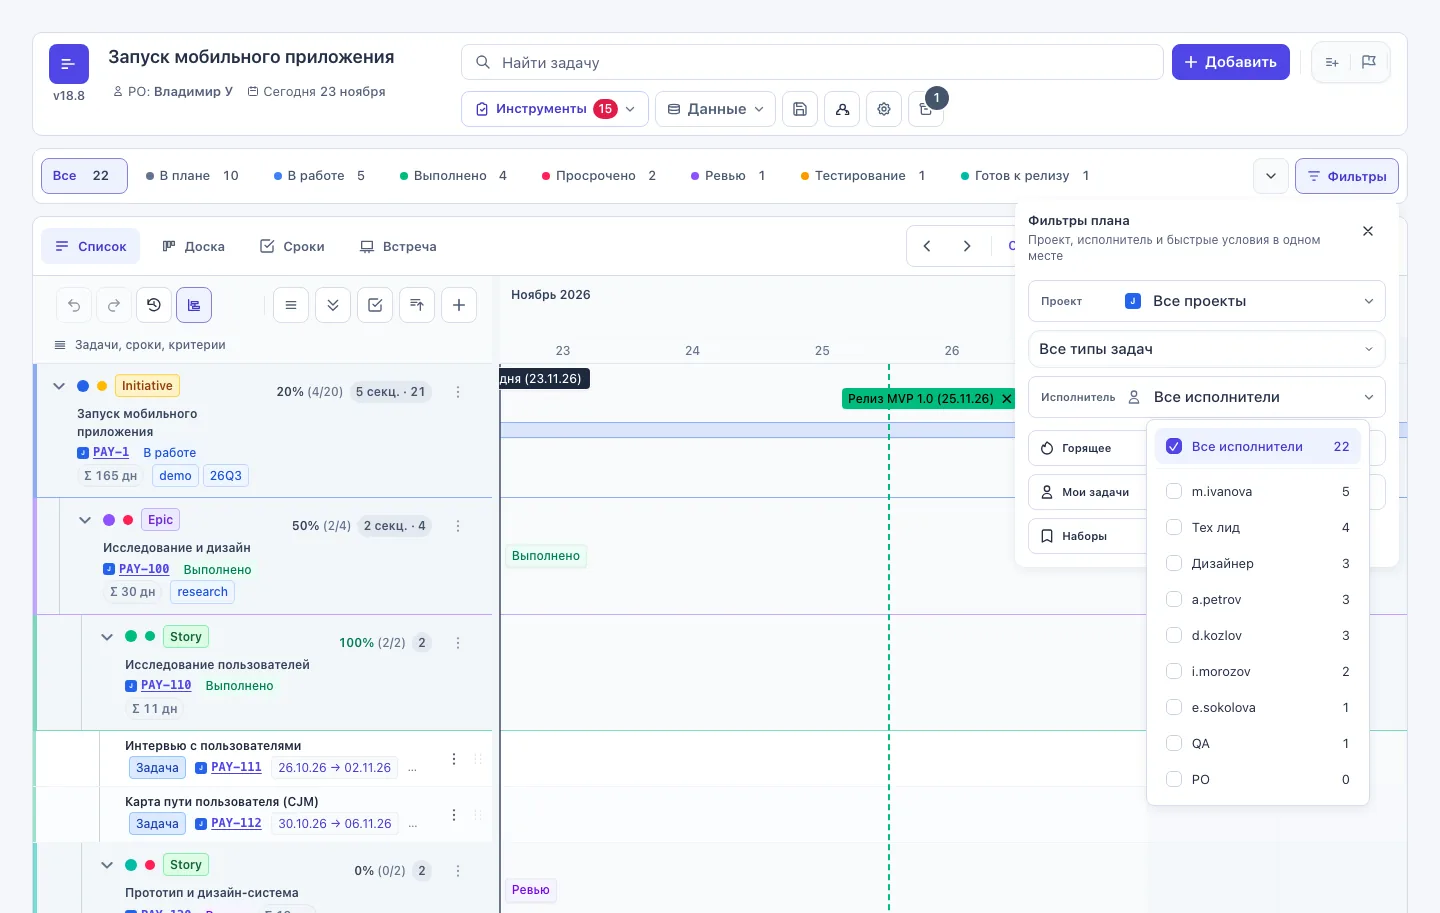 Запуск мобильного приложения
v18.8
PO: Владимир У
Сегодня 23 ноября
Найти задачу
Добавить
Инструменты 15
Данные
1
Все 22
В плане 10
В работе 5
Выполнено 4
Просрочено 2
Ревью 1
Тестирование 1
Готов к релизу 1
Фильтры
Список
Доска
Сроки
Встреча
Задачи, сроки, критерии
Ноябрь 2026
23 24 25 26
дня (23.11.26)
Релиз MVP 1.0 (25.11.26) ×
Initiative
20% (4/20) 5 секц. · 21
Запуск мобильного
приложения
J PAY-1 В работе
Σ 165 дн demo 26Q3
Epic
50% (2/4) 2 секц. · 4
Исследование и дизайн
J PAY-100 Выполнено
Σ 30 дн research
Выполнено
Story
100% (2/2) 2
Исследование пользователей
J PAY-110 Выполнено
Σ 11 дн
Интервью с пользователями
Задача J PAY-111 26.10.26 → 02.11.26 ...
Карта пути пользователя (CJM)
Задача J PAY-112 30.10.26 → 06.11.26 ...
Story
0% (0/2) 2
Прототип и дизайн-система
Ревью
Фильтры плана
Проект, исполнитель и быстрые условия в одном
месте
Проект J Все проекты
Все типы задач
Исполнитель Все исполнители
Горящее
Мои задачи
Наборы
Все исполнители 22
m.ivanova 5
Тех лид 4
Дизайнер 3
a.petrov 3
d.kozlov 3
i.morozov 2
e.sokolova 1
QA 1
PO 0